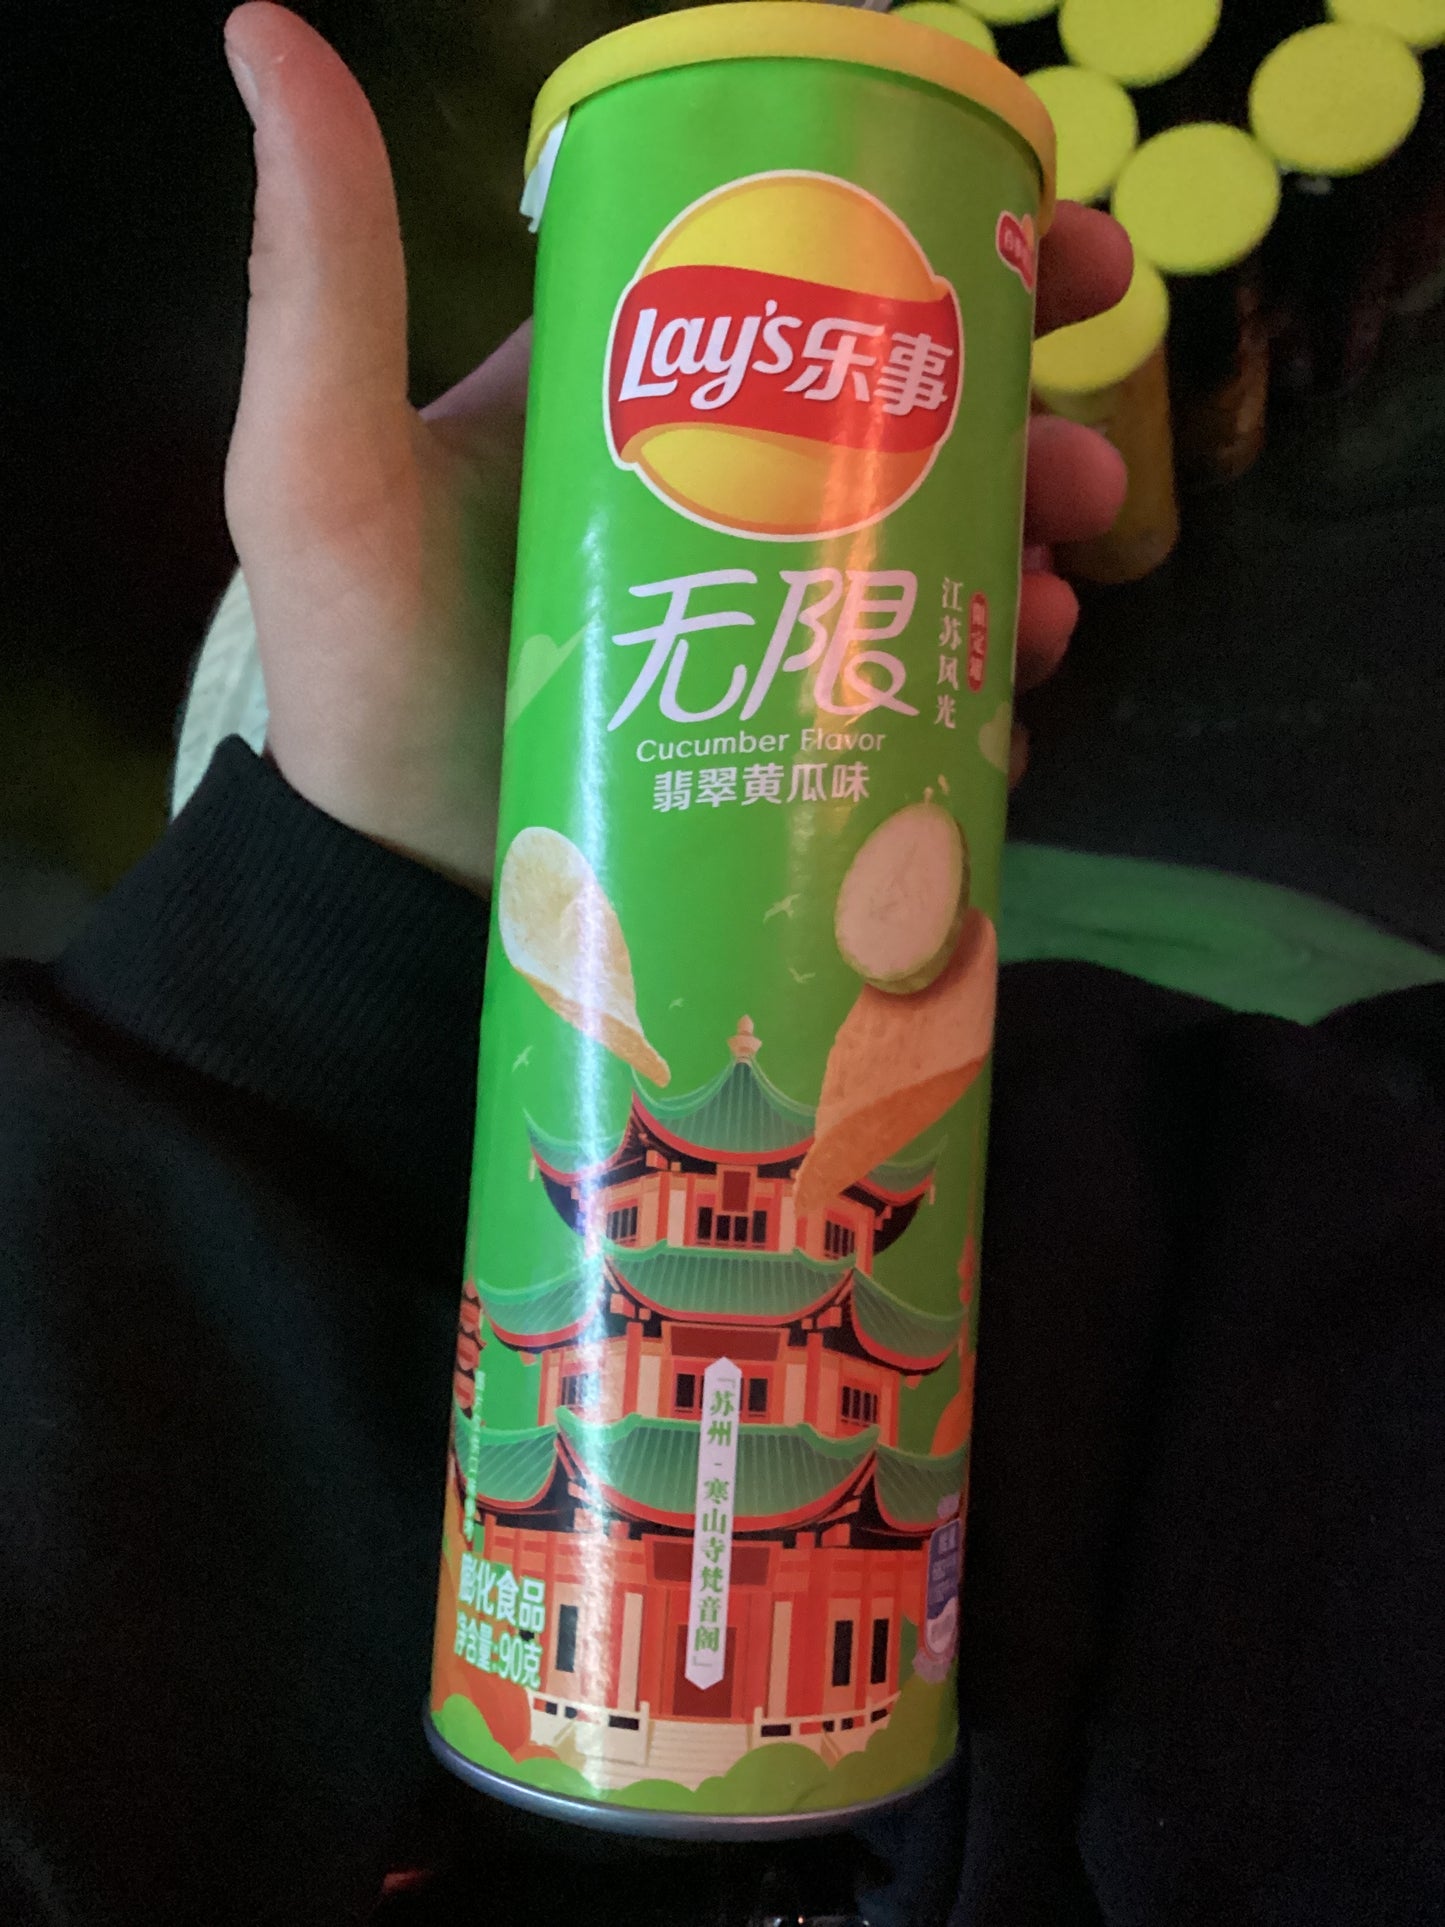 Lay's乐事
无限
江苏风光
限定罐
Cucumber Flavor
翡翠黄瓜味
「苏州-寒山寺梵音阁」
膨化食品
净含量:90克